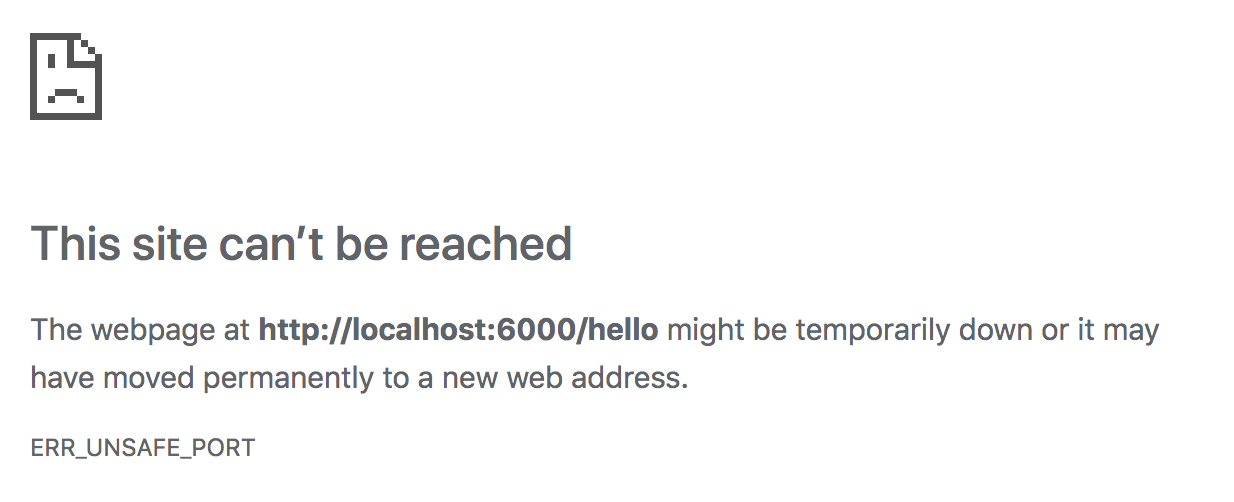 This site can’t be reached
The webpage at http://localhost:6000/hello might be temporarily down or it may
have moved permanently to a new web address.
ERR_UNSAFE_PORT